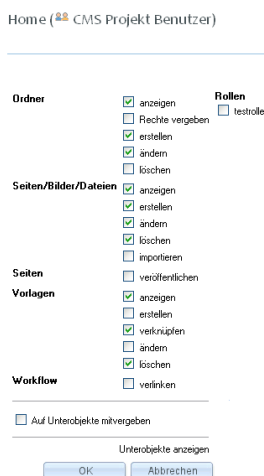 Home (CMS Projekt Benutzer)
Ordner
anzeigen
Rechte vergeben
erstellen
ändern
löschen
Rollen
testrolle
Seiten/Bilder/Dateien
anzeigen
erstellen
ändern
löschen
importieren
Seiten
veröffentlichen
Vorlagen
anzeigen
erstellen
verknüpfen
ändern
löschen
Workflow
verlinken
Auf Unterobjekte mitvergeben
Unterobjekte anzeigen
OK
Abbrechen